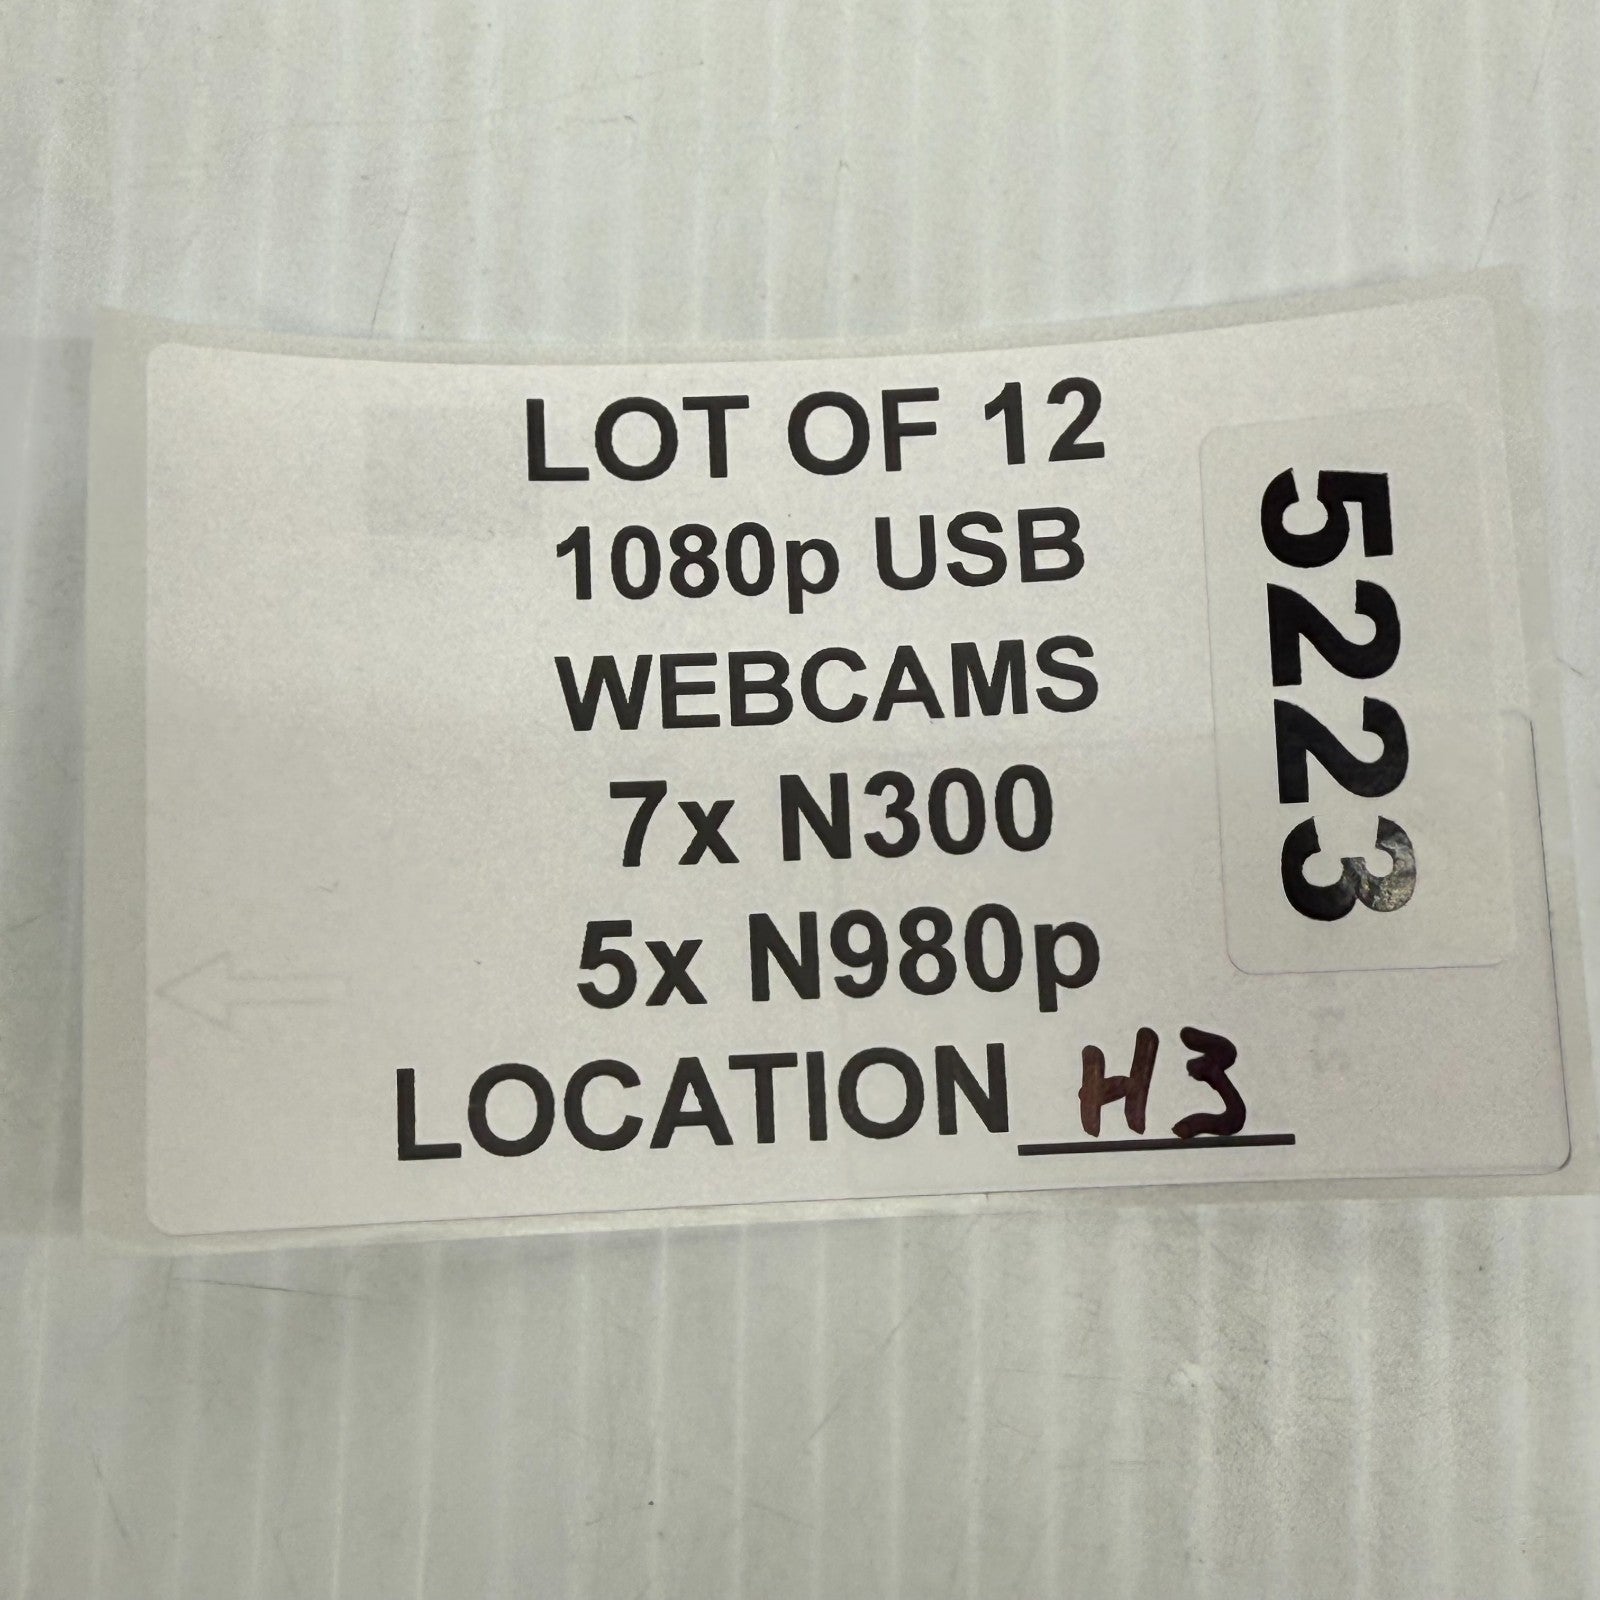 LOT OF 12
1080p USB
WEBCAMS
7x N300
5x N980p
LOCATION H3
5223